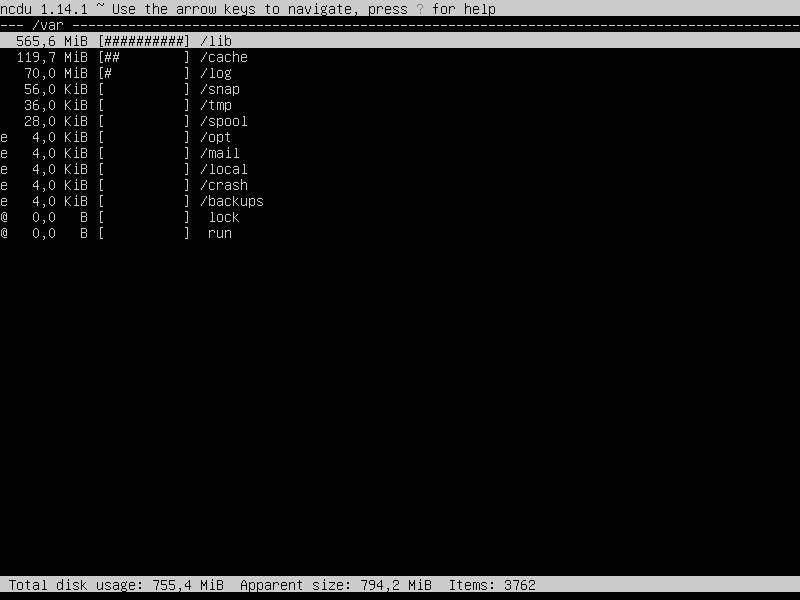 ncdu 1.14.1 ~ Use the arrow keys to navigate, press ? for help
--- /var -------------------------------------------------------------------------------------------
  565,6 MiB [##########] /lib
  119,7 MiB [##        ] /cache
   70,0 MiB [#         ] /log
   56,0 KiB [          ] /snap
   36,0 KiB [          ] /tmp
   28,0 KiB [          ] /spool
e   4,0 KiB [          ] /opt
e   4,0 KiB [          ] /mail
e   4,0 KiB [          ] /local
e   4,0 KiB [          ] /crash
e   4,0 KiB [          ] /backups
@   0,0   B [          ]  lock
@   0,0   B [          ]  run
 Total disk usage: 755,4 MiB  Apparent size: 794,2 MiB  Items: 3762